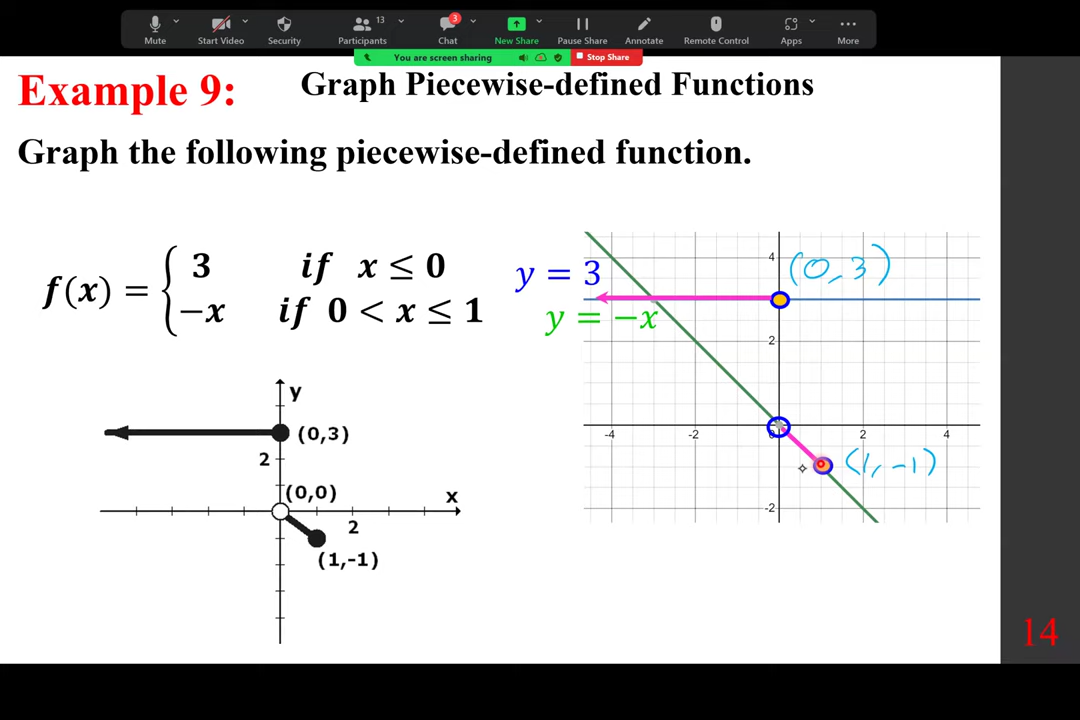 Mute
Start Video
Security
13
Participants
3
Chat
New Share
Pause Share
Annotate
Remote Control
Apps
More
You are screen sharing
Stop Share
Example 9:
Graph Piecewise-defined Functions
Graph the following piecewise-defined function.
f(x) = { 3 if x ≤ 0
−x if 0 < x ≤ 1
y = 3
y = −x
4
(0, 3)
2
-4
-2
0
2
4
(1, -1)
-2
y
(0,3)
2
(0,0)
x
2
(1,-1)
14